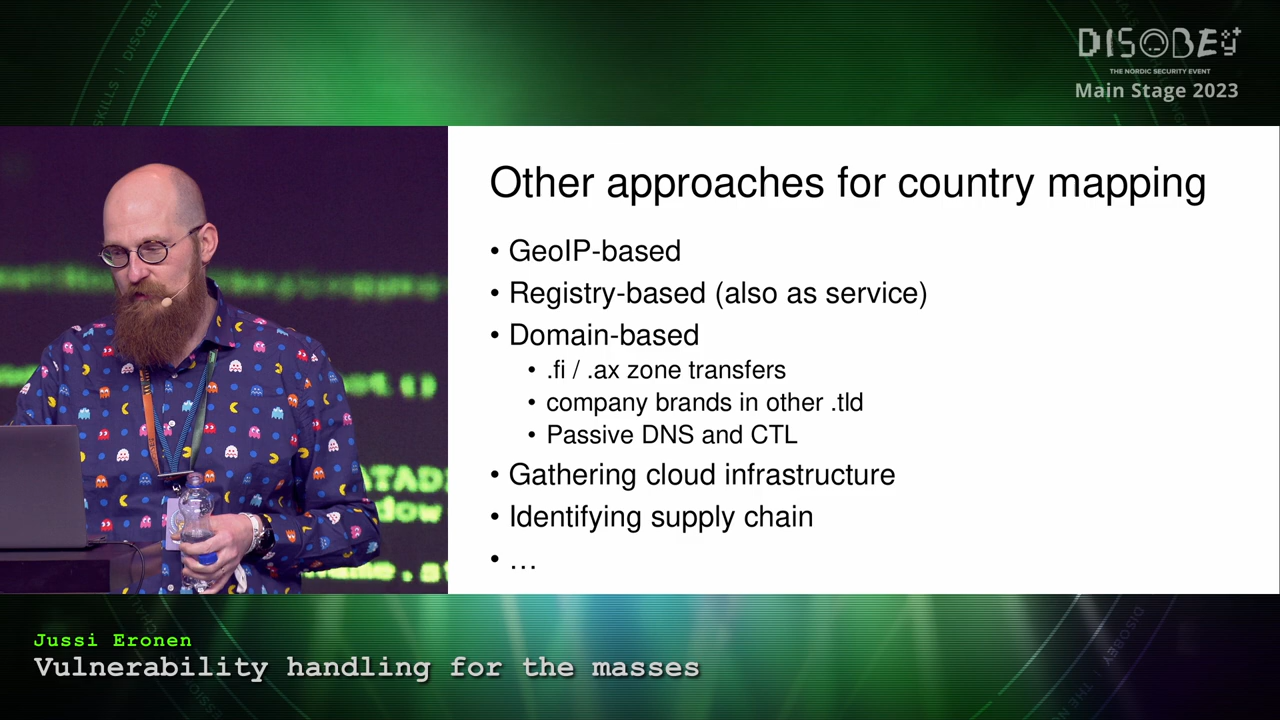 DISOBEY
THE NORDIC SECURITY EVENT
Main Stage 2023
Other approaches for country mapping
• GeoIP-based
• Registry-based (also as service)
• Domain-based
• .fi / .ax zone transfers
• company brands in other .tld
• Passive DNS and CTL
• Gathering cloud infrastructure
• Identifying supply chain
• …
Jussi Eronen
Vulnerability handling for the masses